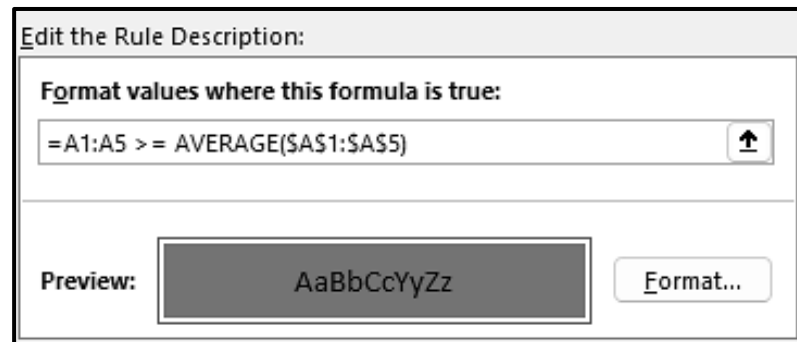 Edit the Rule Description:
Format values where this formula is true:
=A1:A5 >= AVERAGE($A$1:$A$5)
Preview:
AaBbCcYyZz
Format...